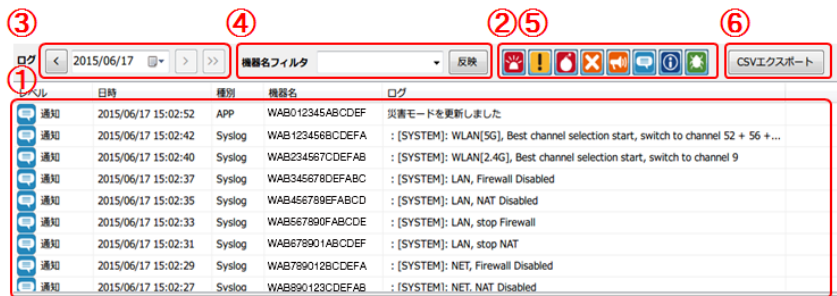 ③ ④ ②⑤ ⑥
ログ < 2015/06/17 > >> 機器名フィルタ 反映 CSVエクスポート
①
レベル 日時 種別 機器名 ログ
通知 2015/06/17 15:02:52 APP WAB012345ABCDEF 災害モードを更新しました
通知 2015/06/17 15:02:42 Syslog WAB123456BCDEFA : [SYSTEM]: WLAN[5G], Best channel selection start, switch to channel 52 + 56 +...
通知 2015/06/17 15:02:40 Syslog WAB234567CDEFAB : [SYSTEM]: WLAN[2.4G], Best channel selection start, switch to channel 9
通知 2015/06/17 15:02:37 Syslog WAB345678DEFABC : [SYSTEM]: LAN, Firewall Disabled
通知 2015/06/17 15:02:35 Syslog WAB456789EFABCD : [SYSTEM]: LAN, NAT Disabled
通知 2015/06/17 15:02:33 Syslog WAB567890FABCDE : [SYSTEM]: LAN, stop Firewall
通知 2015/06/17 15:02:31 Syslog WAB678901ABCDEF : [SYSTEM]: LAN, stop NAT
通知 2015/06/17 15:02:29 Syslog WAB789012BCDEFA : [SYSTEM]: NET, Firewall Disabled
通知 2015/06/17 15:02:27 Syslog WAB890123CDEFAB : [SYSTEM]: NET, NAT Disabled